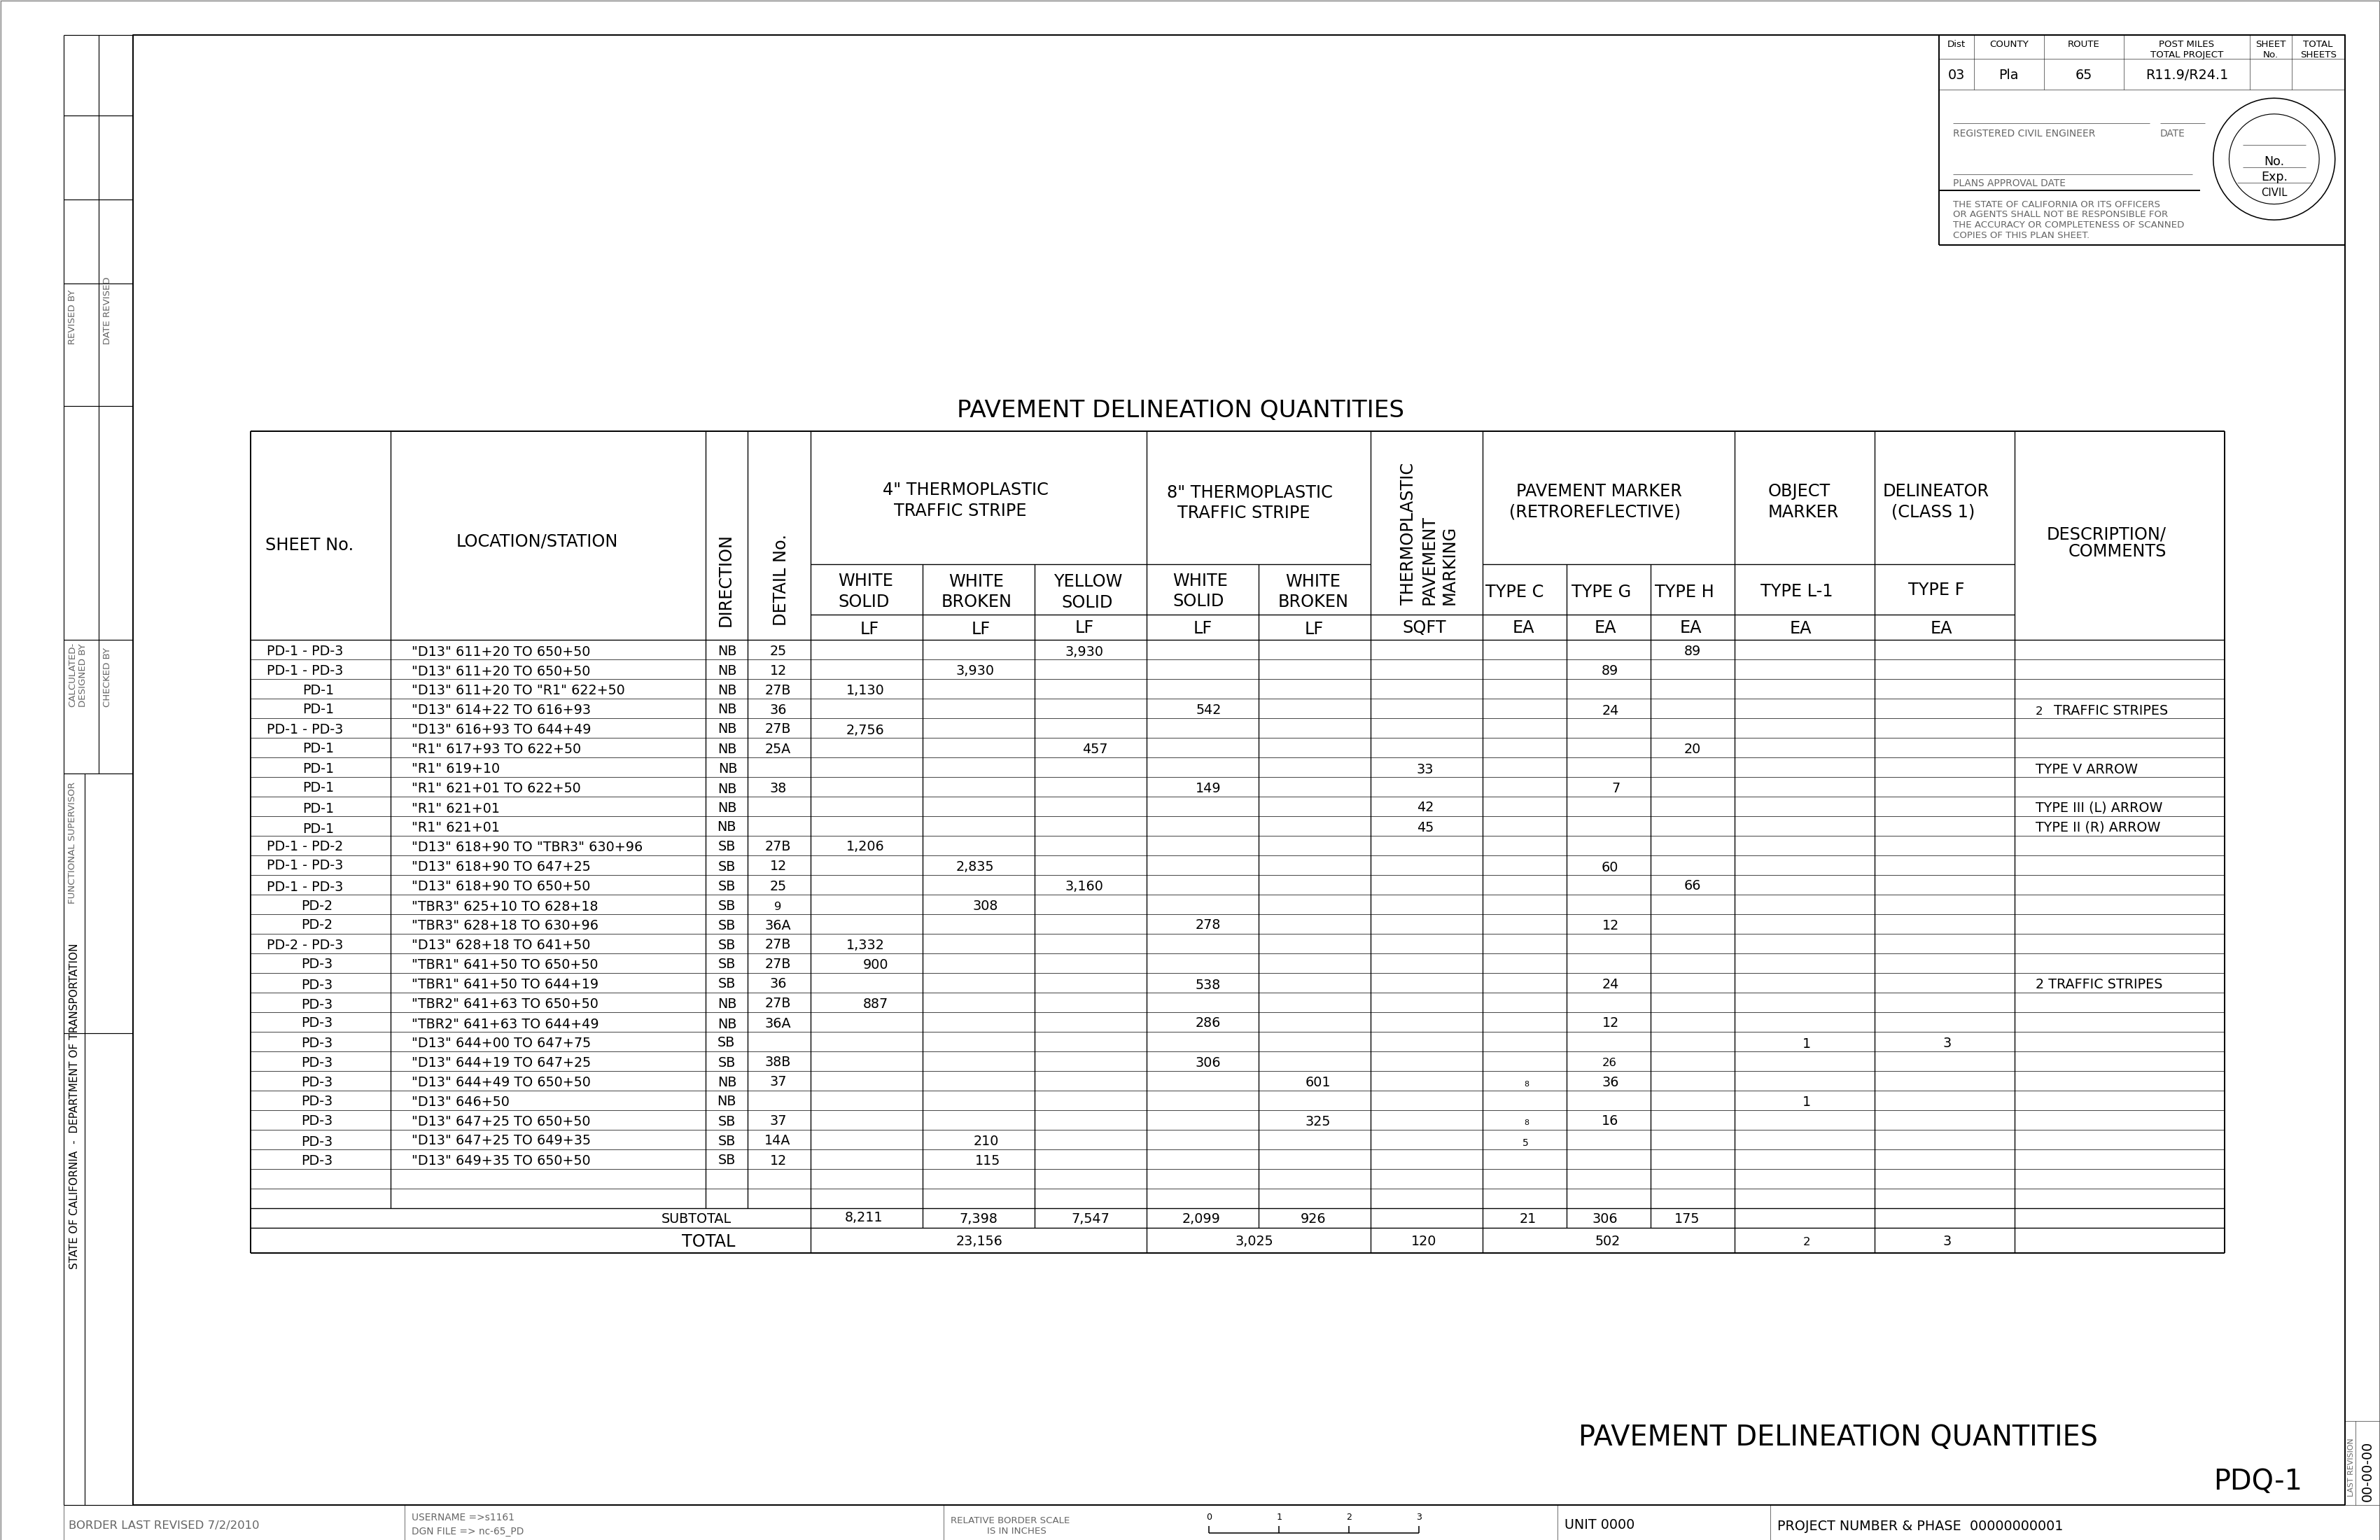 Dist COUNTY ROUTE POST MILES TOTAL PROJECT SHEET No. TOTAL SHEETS
03 Pla 65 R11.9/R24.1
REGISTERED CIVIL ENGINEER DATE
PLANS APPROVAL DATE
No.
Exp.
CIVIL
THE STATE OF CALIFORNIA OR ITS OFFICERS
OR AGENTS SHALL NOT BE RESPONSIBLE FOR
THE ACCURACY OR COMPLETENESS OF SCANNED
COPIES OF THIS PLAN SHEET.
REVISED BY
DATE REVISED
CALCULATED-
DESIGNED BY
CHECKED BY
FUNCTIONAL SUPERVISOR
STATE OF CALIFORNIA - DEPARTMENT OF TRANSPORTATION
PAVEMENT DELINEATION QUANTITIES
SHEET No.
LOCATION/STATION
DIRECTION
DETAIL No.
4" THERMOPLASTIC
TRAFFIC STRIPE
8" THERMOPLASTIC
TRAFFIC STRIPE
THERMOPLASTIC
PAVEMENT
MARKING
PAVEMENT MARKER
(RETROREFLECTIVE)
OBJECT
MARKER
DELINEATOR
(CLASS 1)
DESCRIPTION/
COMMENTS
WHITE SOLID WHITE BROKEN YELLOW SOLID WHITE SOLID WHITE BROKEN TYPE C TYPE G TYPE H TYPE L-1 TYPE F
LF LF LF LF LF SQFT EA EA EA EA EA
PD-1 - PD-3 "D13" 611+20 TO 650+50 NB 25 3,930 89
PD-1 - PD-3 "D13" 611+20 TO 650+50 NB 12 3,930 89
PD-1 "D13" 611+20 TO "R1" 622+50 NB 27B 1,130
PD-1 "D13" 614+22 TO 616+93 NB 36 542 24 2 TRAFFIC STRIPES
PD-1 - PD-3 "D13" 616+93 TO 644+49 NB 27B 2,756
PD-1 "R1" 617+93 TO 622+50 NB 25A 457 20
PD-1 "R1" 619+10 NB 33 TYPE V ARROW
PD-1 "R1" 621+01 TO 622+50 NB 38 149 7
PD-1 "R1" 621+01 NB 42 TYPE III (L) ARROW
PD-1 "R1" 621+01 NB 45 TYPE II (R) ARROW
PD-1 - PD-2 "D13" 618+90 TO "TBR3" 630+96 SB 27B 1,206
PD-1 - PD-3 "D13" 618+90 TO 647+25 SB 12 2,835 60
PD-1 - PD-3 "D13" 618+90 TO 650+50 SB 25 3,160 66
PD-2 "TBR3" 625+10 TO 628+18 SB 9 308
PD-2 "TBR3" 628+18 TO 630+96 SB 36A 278 12
PD-2 - PD-3 "D13" 628+18 TO 641+50 SB 27B 1,332
PD-3 "TBR1" 641+50 TO 650+50 SB 27B 900
PD-3 "TBR1" 641+50 TO 644+19 SB 36 538 24 2 TRAFFIC STRIPES
PD-3 "TBR2" 641+63 TO 650+50 NB 27B 887
PD-3 "TBR2" 641+63 TO 644+49 NB 36A 286 12
PD-3 "D13" 644+00 TO 647+75 SB 1 3
PD-3 "D13" 644+19 TO 647+25 SB 38B 306 26
PD-3 "D13" 644+49 TO 650+50 NB 37 601 8 36
PD-3 "D13" 646+50 NB 1
PD-3 "D13" 647+25 TO 650+50 SB 37 325 8 16
PD-3 "D13" 647+25 TO 649+35 SB 14A 210 5
PD-3 "D13" 649+35 TO 650+50 SB 12 115
SUBTOTAL 8,211 7,398 7,547 2,099 926 21 306 175
TOTAL 23,156 3,025 120 502 2 3
PAVEMENT DELINEATION QUANTITIES
PDQ-1
LAST REVISION
00-00-00
BORDER LAST REVISED 7/2/2010
USERNAME =>s1161
DGN FILE => nc-65_PD
RELATIVE BORDER SCALE
IS IN INCHES
0 1 2 3
UNIT 0000
PROJECT NUMBER & PHASE 00000000001